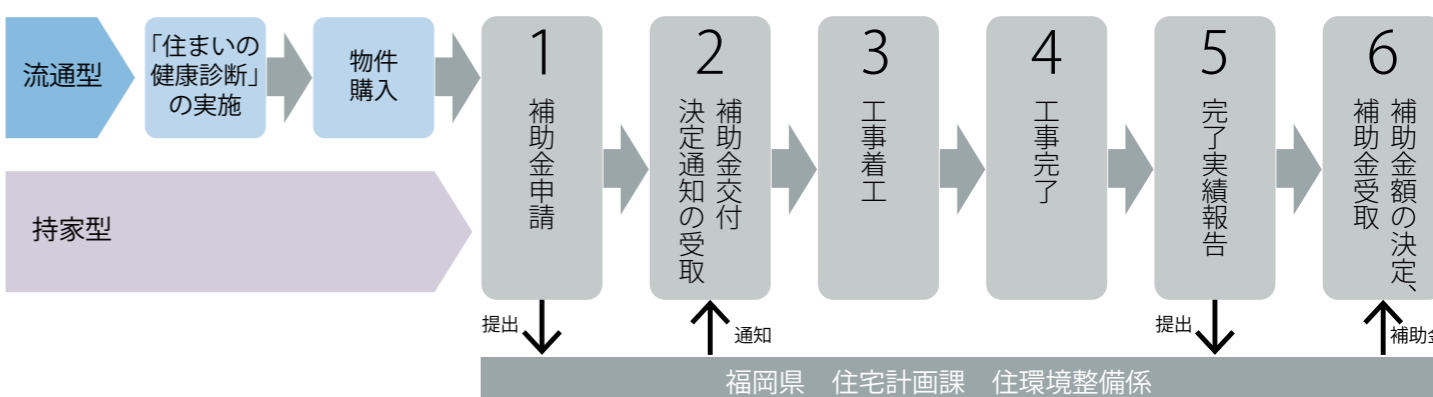 流通型
「住まいの
健康診断」
の実施
物件
購入
持家型
1
補助金申請
2
補助金交付
決定通知の受取
3
工事着工
4
工事完了
5
完了実績報告
6
補助金額の決定、
補助金受取
提出
通知
提出
補助金
福岡県 住宅計画課 住環境整備係